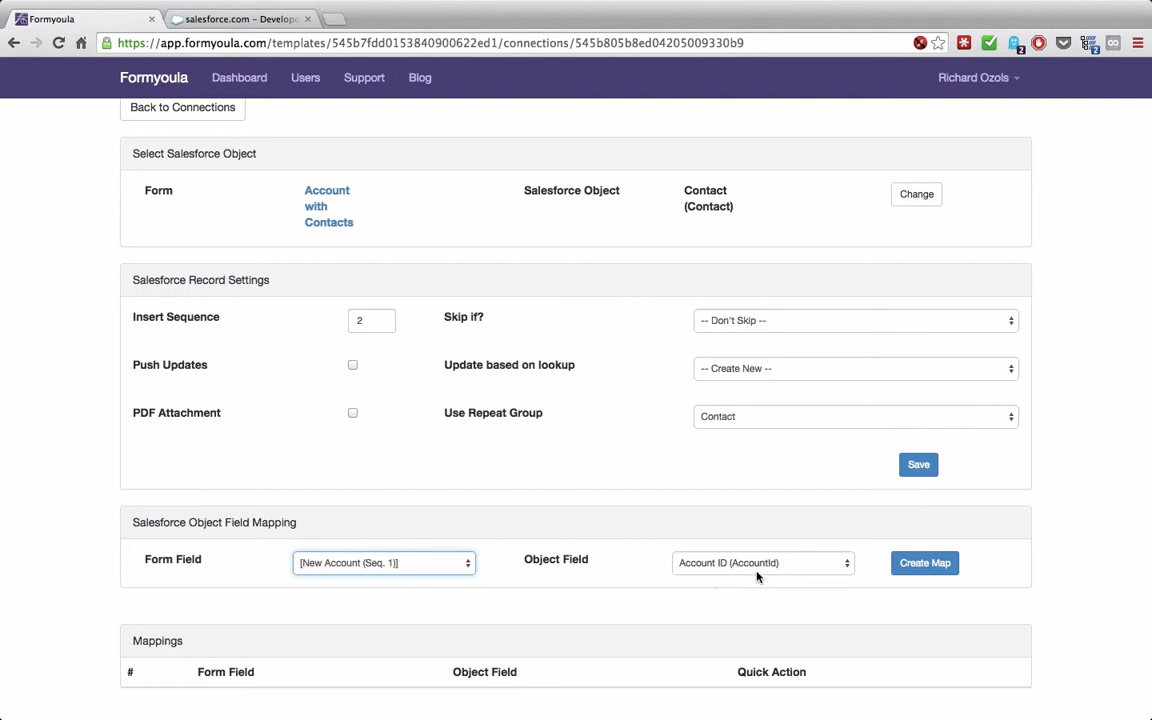 Formyoula
salesforce.com - Develope
https://app.formyoula.com/templates/545b7fdd0153840900622ed1/connections/545b805b8ed04205009330b9
2
2
Formyoula Dashboard Users Support Blog Richard Ozols
Back to Connections
Select Salesforce Object
Form Account with Contacts Salesforce Object Contact (Contact) Change
Salesforce Record Settings
Insert Sequence 2 Skip if? -- Don't Skip --
Push Updates Update based on lookup -- Create New --
PDF Attachment Use Repeat Group Contact
Save
Salesforce Object Field Mapping
Form Field [New Account (Seq. 1)] Object Field Account ID (AccountId) Create Map
Mappings
# Form Field Object Field Quick Action